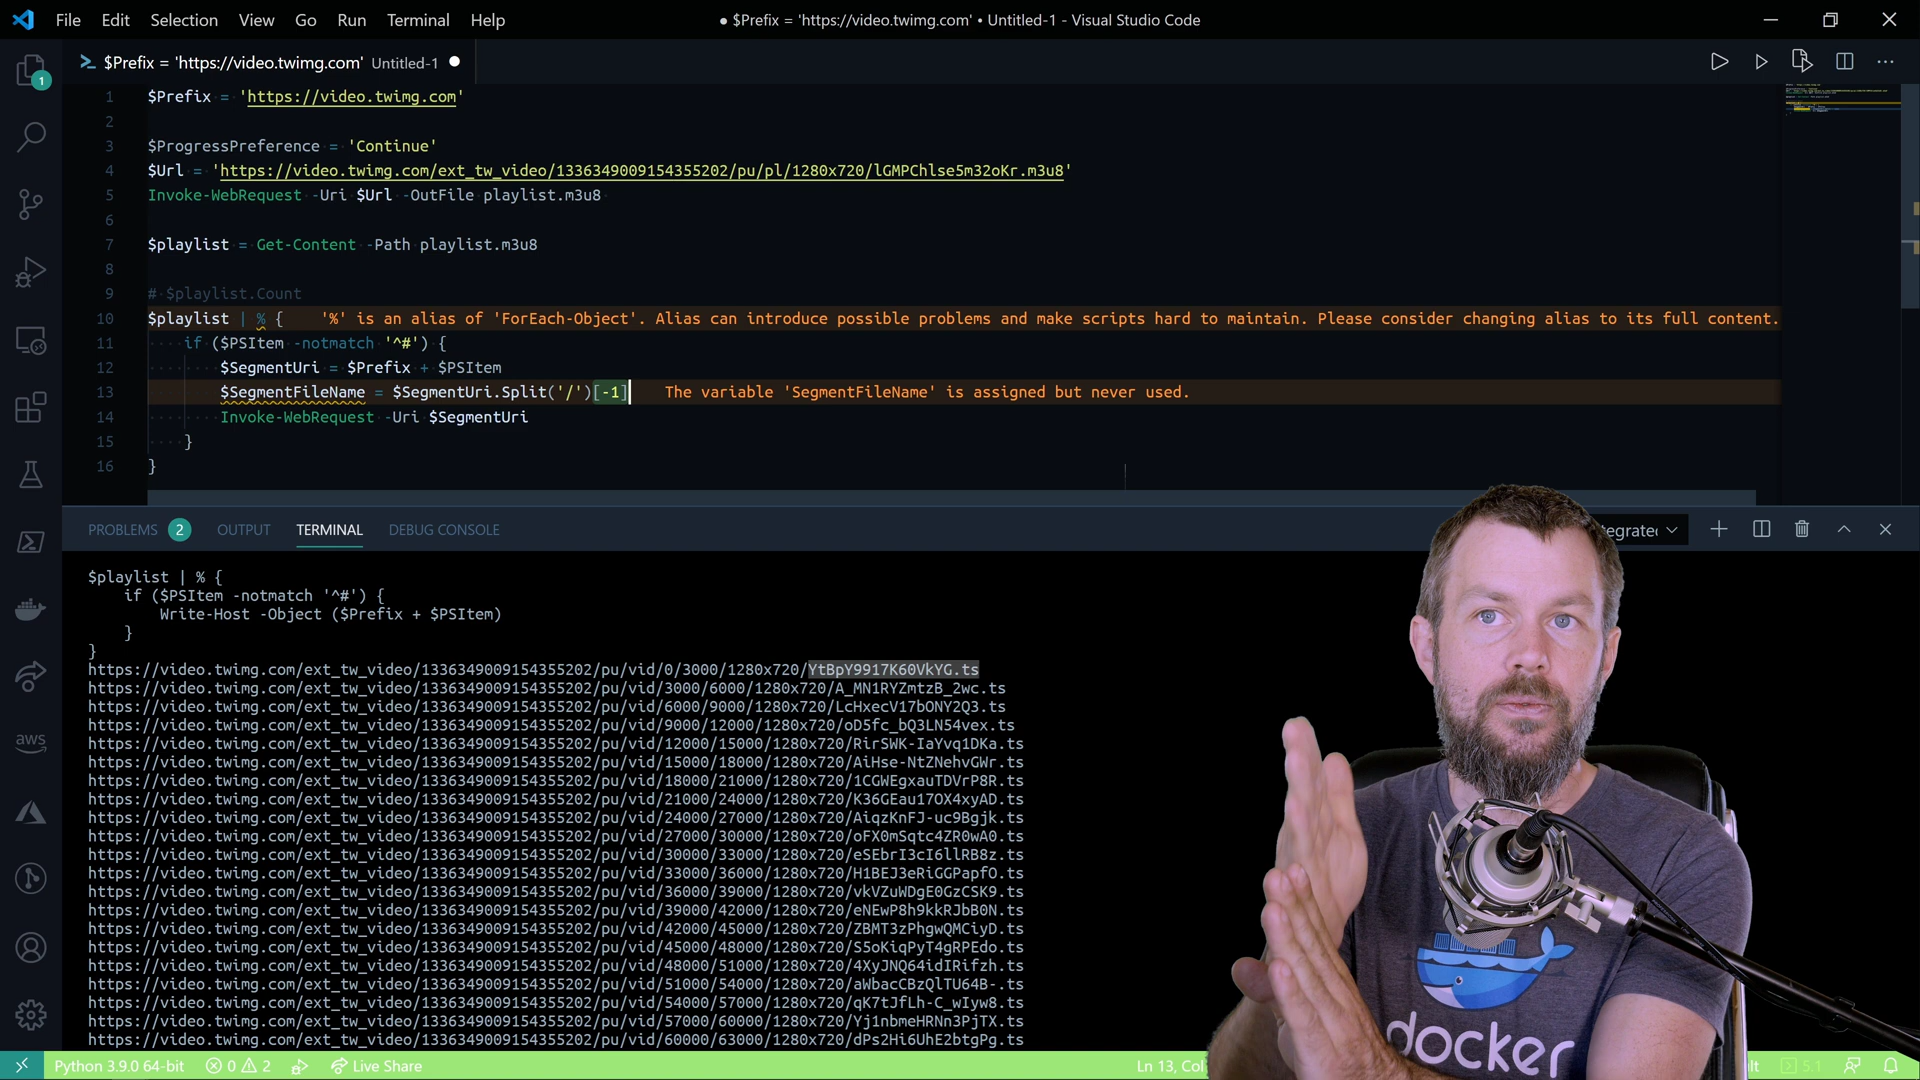 File Edit Selection View Go Run Terminal Help
● $Prefix = 'https://video.twimg.com' • Untitled-1 - Visual Studio Code
1
$Prefix = 'https://video.twimg.com' Untitled-1
1 $Prefix = 'https://video.twimg.com'
2
3 $ProgressPreference = 'Continue'
4 $Url = 'https://video.twimg.com/ext_tw_video/1336349009154355202/pu/pl/1280x720/lGMPChlse5m32oKr.m3u8'
5 Invoke-WebRequest -Uri $Url -OutFile playlist.m3u8
6
7 $playlist = Get-Content -Path playlist.m3u8
8
9 # $playlist.Count
10 $playlist | % { '%' is an alias of 'ForEach-Object'. Alias can introduce possible problems and make scripts hard to maintain. Please consider changing alias to its full content.
11 if ($PSItem -notmatch '^#') {
12 $SegmentUri = $Prefix + $PSItem
13 $SegmentFileName = $SegmentUri.Split('/')[-1] The variable 'SegmentFileName' is assigned but never used.
14 Invoke-WebRequest -Uri $SegmentUri
15 }
16 }
PROBLEMS 2 OUTPUT TERMINAL DEBUG CONSOLE
$playlist | % {
if ($PSItem -notmatch '^#') {
Write-Host -Object ($Prefix + $PSItem)
}
}
https://video.twimg.com/ext_tw_video/1336349009154355202/pu/vid/0/3000/1280x720/YtBpY9917K60VkYG.ts
https://video.twimg.com/ext_tw_video/1336349009154355202/pu/vid/3000/6000/1280x720/A_MN1RYZmtzB_2wc.ts
https://video.twimg.com/ext_tw_video/1336349009154355202/pu/vid/6000/9000/1280x720/LcHxecV17bONY2Q3.ts
https://video.twimg.com/ext_tw_video/1336349009154355202/pu/vid/9000/12000/1280x720/oD5fc_bQ3LN54vex.ts
https://video.twimg.com/ext_tw_video/1336349009154355202/pu/vid/12000/15000/1280x720/RirSWK-IaYvq1DKa.ts
https://video.twimg.com/ext_tw_video/1336349009154355202/pu/vid/15000/18000/1280x720/AiHse-NtZNehvGWr.ts
https://video.twimg.com/ext_tw_video/1336349009154355202/pu/vid/18000/21000/1280x720/1CGWEgxauTDVrP8R.ts
https://video.twimg.com/ext_tw_video/1336349009154355202/pu/vid/21000/24000/1280x720/K36GEau17OX4xyAD.ts
https://video.twimg.com/ext_tw_video/1336349009154355202/pu/vid/24000/27000/1280x720/AiqzKnFJ-uc9Bgjk.ts
https://video.twimg.com/ext_tw_video/1336349009154355202/pu/vid/27000/30000/1280x720/oFX0mSqtc4ZR0wA0.ts
https://video.twimg.com/ext_tw_video/1336349009154355202/pu/vid/30000/33000/1280x720/eSEbrI3cI6llRB8z.ts
https://video.twimg.com/ext_tw_video/1336349009154355202/pu/vid/33000/36000/1280x720/H1BEJ3eRiGGPapfO.ts
https://video.twimg.com/ext_tw_video/1336349009154355202/pu/vid/36000/39000/1280x720/vkVZuWDgE0GzCSK9.ts
https://video.twimg.com/ext_tw_video/1336349009154355202/pu/vid/39000/42000/1280x720/eNEwP8h9kkRJbB0N.ts
https://video.twimg.com/ext_tw_video/1336349009154355202/pu/vid/42000/45000/1280x720/ZBMT3zPhgwQMCiyD.ts
https://video.twimg.com/ext_tw_video/1336349009154355202/pu/vid/45000/48000/1280x720/S5oKiqPyT4gRPEdo.ts
https://video.twimg.com/ext_tw_video/1336349009154355202/pu/vid/48000/51000/1280x720/4XyJNQ64idIRifzh.ts
https://video.twimg.com/ext_tw_video/1336349009154355202/pu/vid/51000/54000/1280x720/aWbacCBzQlTU64B-.ts
https://video.twimg.com/ext_tw_video/1336349009154355202/pu/vid/54000/57000/1280x720/qK7tJfLh-C_wIyw8.ts
https://video.twimg.com/ext_tw_video/1336349009154355202/pu/vid/57000/60000/1280x720/Yj1nbmeHRNn3PjTX.ts
https://video.twimg.com/ext_tw_video/1336349009154355202/pu/vid/60000/63000/1280x720/dPs2Hi6UhE2btgPg.ts
aws
docker
Python 3.9.0 64-bit 0 2 Live Share Ln 13, Col 5.1